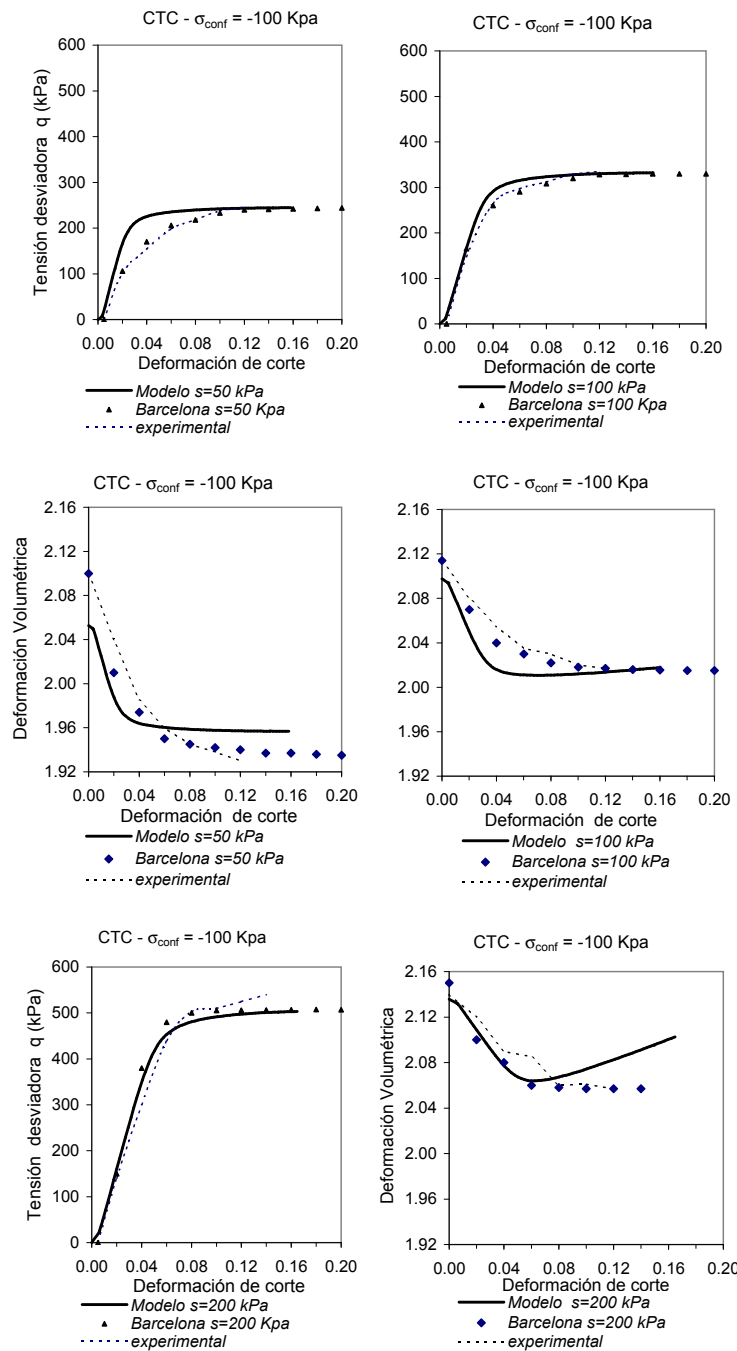 CTC - σconf = -100 Kpa
600
500
400
300
200
100
0
Tensión desviadora q (kPa)
0.00 0.04 0.08 0.12 0.16 0.20
Deformación de corte
Modelo s=50 kPa
Barcelona s=50 Kpa
experimental
CTC - σconf = -100 Kpa
600
500
400
300
200
100
0
0.00 0.04 0.08 0.12 0.16 0.20
Deformación de corte
Modelo s=100 kPa
Barcelona s=100 Kpa
experimental
CTC - σconf = -100 Kpa
2.16
2.12
2.08
2.04
2.00
1.96
1.92
Deformación Volumétrica
0.00 0.04 0.08 0.12 0.16 0.20
Deformación de corte
Modelo s=50 kPa
Barcelona s=50 kPa
experimental
CTC - σconf = -100 Kpa
2.16
2.12
2.08
2.04
2.00
1.96
1.92
0.00 0.04 0.08 0.12 0.16 0.20
Deformación de corte
Modelo s=100 kPa
Barcelona s=100 kPa
experimental
CTC - σconf = -100 Kpa
600
500
400
300
200
100
0
Tensión desviadora q (kPa)
0.00 0.04 0.08 0.12 0.16 0.20
Deformación de corte
Modelo s=200 kPa
Barcelona s=200 Kpa
experimental
CTC - σconf = -100 Kpa
2.16
2.12
2.08
2.04
2.00
1.96
1.92
Deformación Volumétrica
0.00 0.04 0.08 0.12 0.16 0.20
Deformación de corte
Modelo s=200 kPa
Barcelona s=200 kPa
experimental